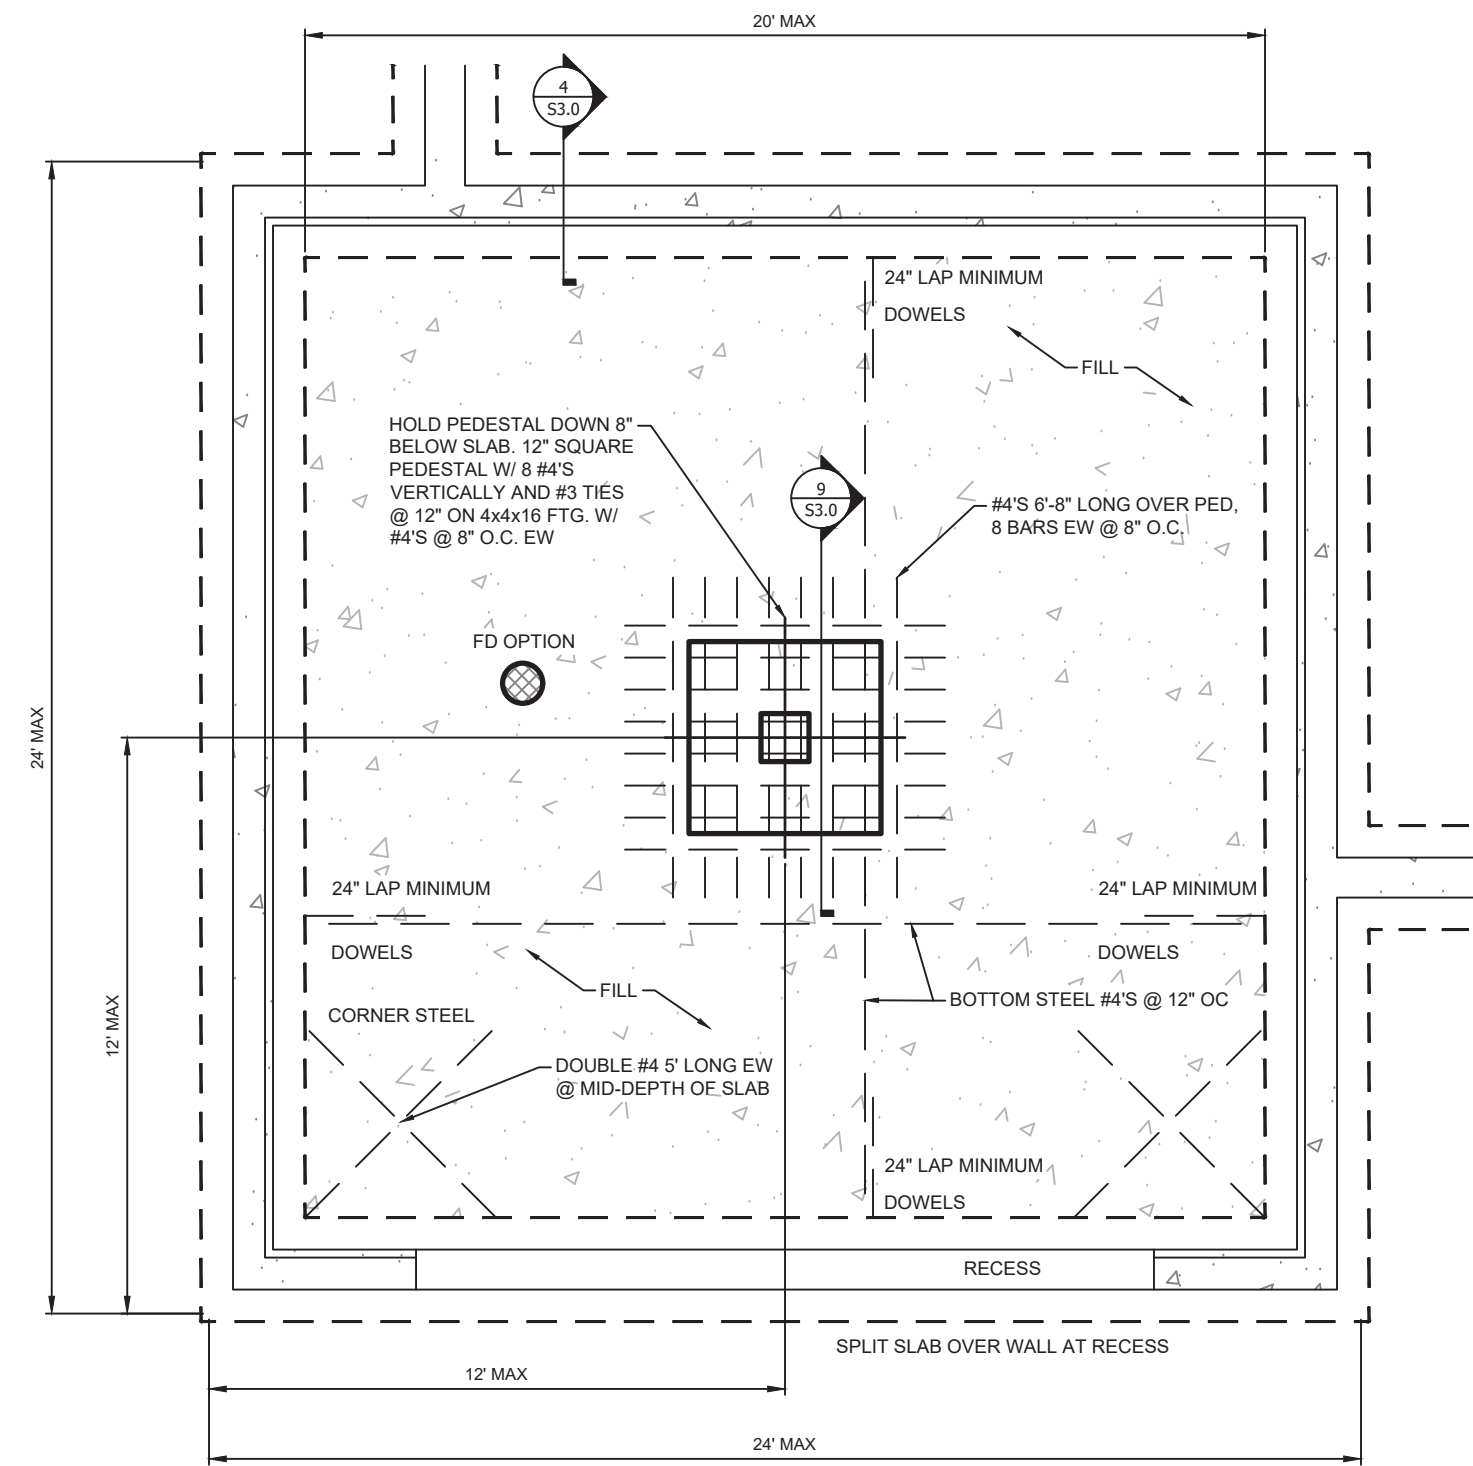 20' MAX
4
S3.0
24" LAP MINIMUM
DOWELS
FILL
HOLD PEDESTAL DOWN 8"
BELOW SLAB. 12" SQUARE
PEDESTAL W/ 8 #4'S
VERTICALLY AND #3 TIES
@ 12" ON 4x4x16 FTG. W/
#4'S @ 8" O.C. EW
9
S3.0
#4'S 6'-8" LONG OVER PED,
8 BARS EW @ 8" O.C.
FD OPTION
24' MAX
24" LAP MINIMUM
24" LAP MINIMUM
DOWELS
DOWELS
FILL
BOTTOM STEEL #4'S @ 12" OC
CORNER STEEL
12' MAX
DOUBLE #4 5' LONG EW
@ MID-DEPTH OF SLAB
24" LAP MINIMUM
DOWELS
RECESS
SPLIT SLAB OVER WALL AT RECESS
12' MAX
24' MAX